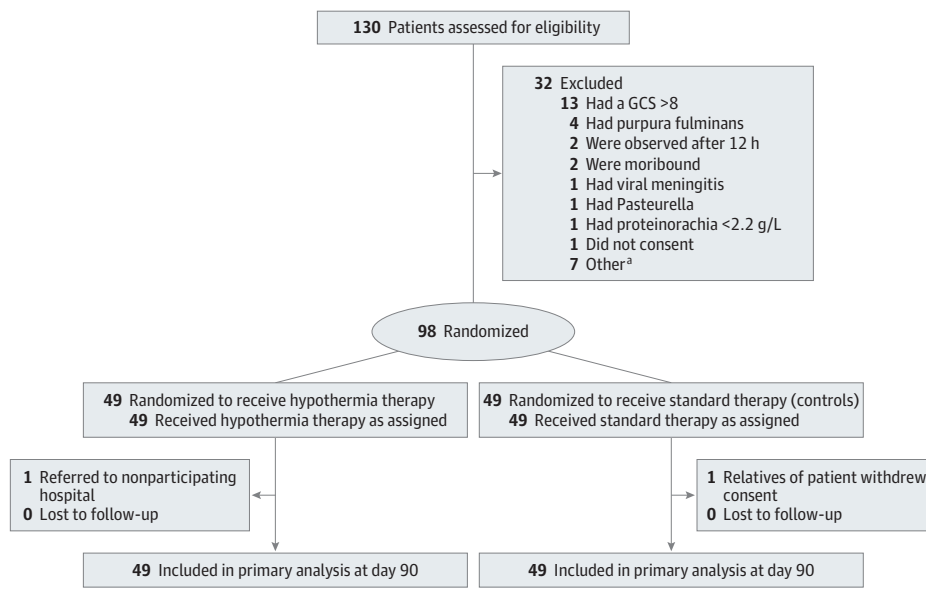 130 Patients assessed for eligibility
32 Excluded
13 Had a GCS >8
4 Had purpura fulminans
2 Were observed after 12 h
2 Were moribund
1 Had viral meningitis
1 Had Pasteurella
1 Had proteinorachia <2.2 g/L
1 Did not consent
7 Other a
98 Randomized
49 Randomized to receive hypothermia therapy
49 Received hypothermia therapy as assigned
49 Randomized to receive standard therapy (controls)
49 Received standard therapy as assigned
1 Referred to nonparticipating
hospital
0 Lost to follow-up
1 Relatives of patient withdrew
consent
0 Lost to follow-up
49 Included in primary analysis at day 90
49 Included in primary analysis at day 90